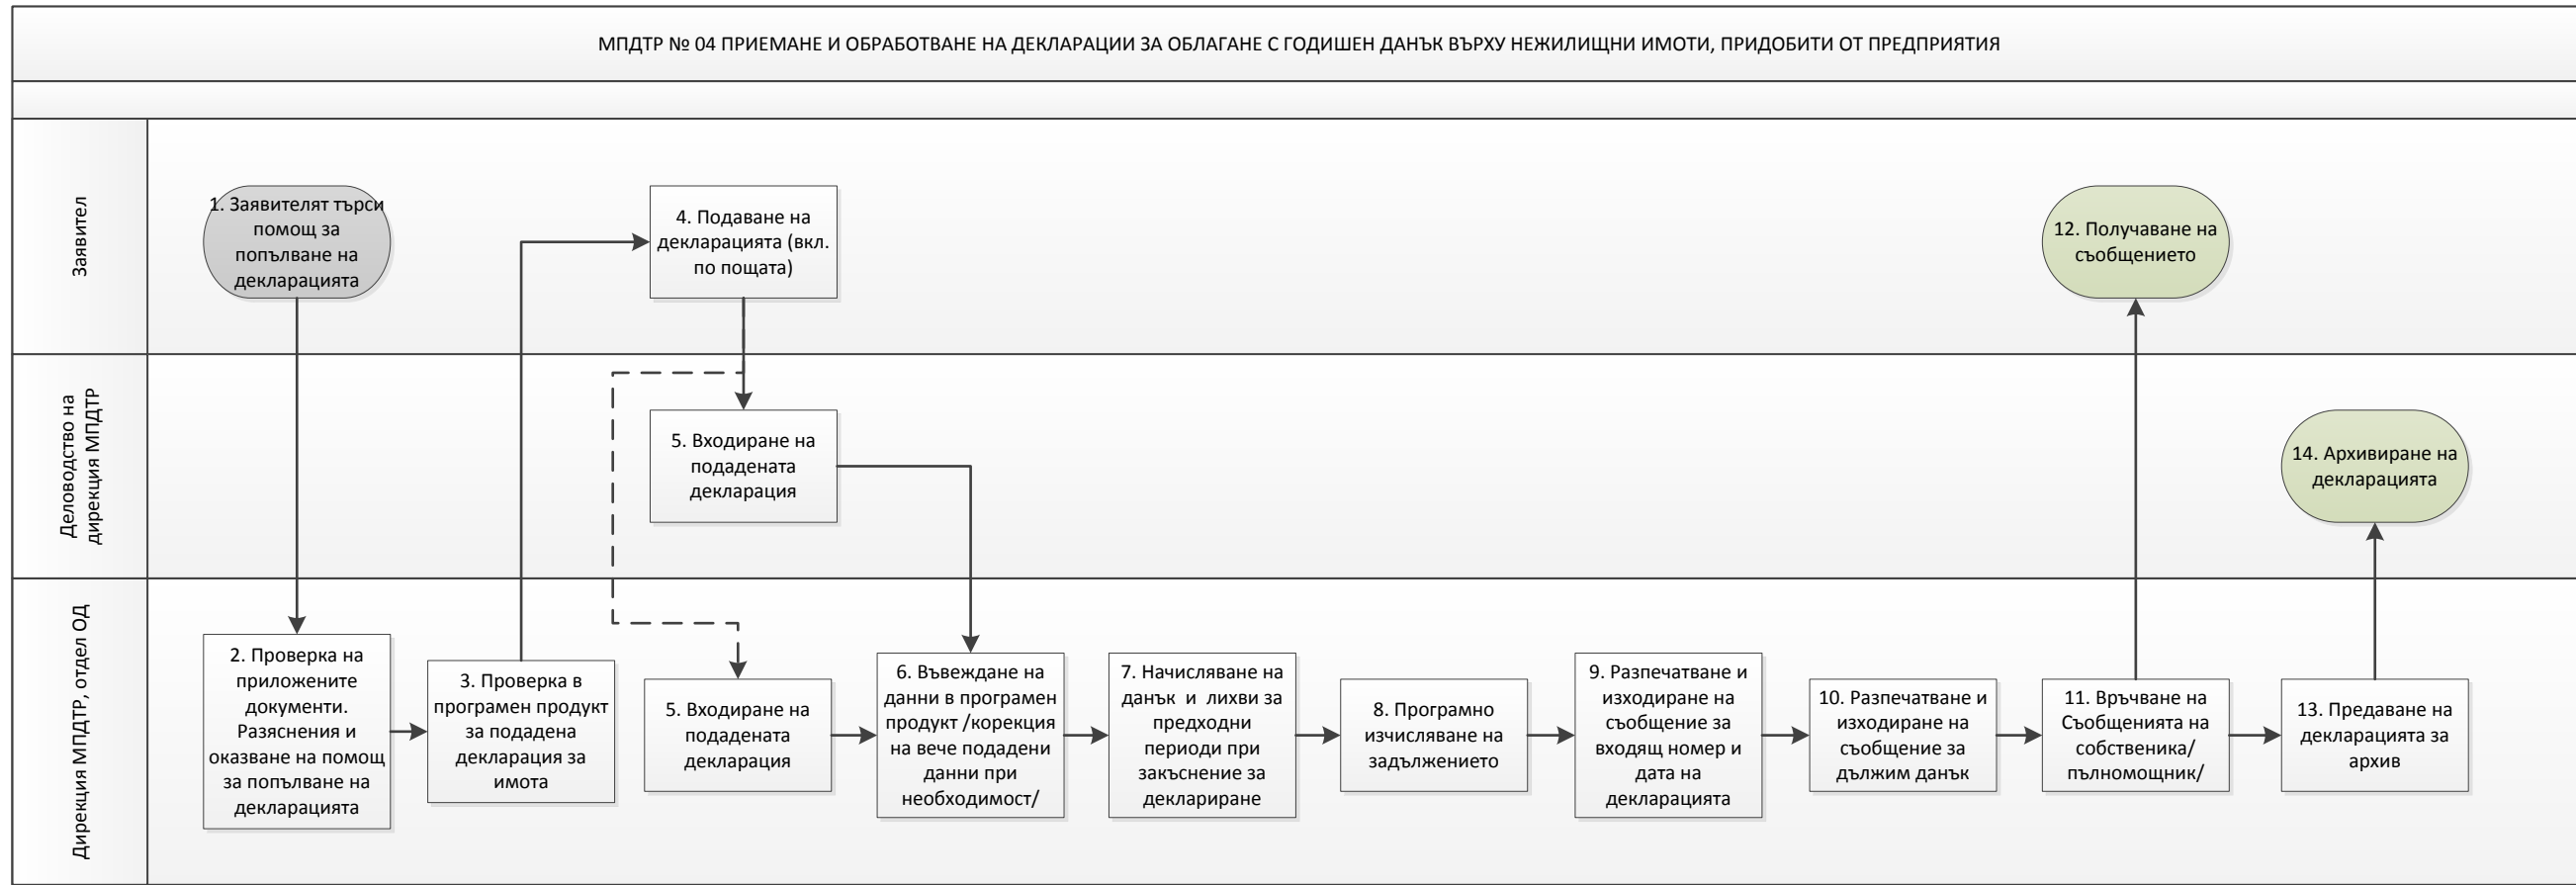 МПДТР № 04 ПРИЕМАНЕ И ОБРАБОТВАНЕ НА ДЕКЛАРАЦИИ ЗА ОБЛАГАНЕ С ГОДИШЕН ДАНЪК ВЪРХУ НЕЖИЛИЩНИ ИМОТИ, ПРИДОБИТИ ОТ ПРЕДПРИЯТИЯ
Заявител
1. Заявителят търси
помощ за
попълване на
декларацията
4. Подаване на
декларацията (вкл.
по пощата)
12. Получаване на
съобщението
Деловодство на
дирекция МПДТР
5. Входиране на
подадената
декларация
14. Архивиране на
декларацията
Дирекция МПДТР, отдел ОД
2. Проверка на
приложените
документи.
Разяснения и
оказване на помощ
за попълване на
декларацията
3. Проверка в
програмен продукт
за подадена
декларация за
имота
5. Входиране на
подадената
декларация
6. Въвеждане на
данни в програмен
продукт /корекция
на вече подадени
данни при
необходимост/
7. Начисляване на
данък и лихви за
предходни
периоди при
закъснение за
деклариране
8. Програмно
изчисляване на
задължението
9. Разпечатване и
изходиране на
съобщение за
входящ номер и
дата на
декларацията
10. Разпечатване и
изходиране на
съобщение за
дължим данък
11. Връчване на
Съобщенията на
собственика/
пълномощник/
13. Предаване на
декларацията за
архив